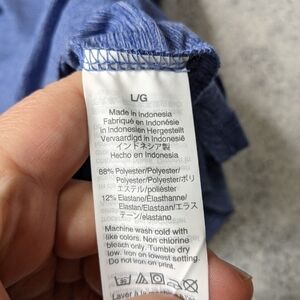 L/G
Made in Indonesia
Fabriqué en Indonésie
in Indonesien Hergestellt
Vervaardigd in Indonesië
インドネシア製
Hecho en Indonesia
88% Polyester/Polyester/
Polyester/Polyester/ポリ
エステル/poliéster
12% Elastane/Élasthanne/
Elastan/Elastaan/エラス
テーン/elastano
Machine wash cold with
like colors. Non chlorine
bleach only. Tumble dry
low. Iron on lowest setting.
Do not iron on print.
Laver à la